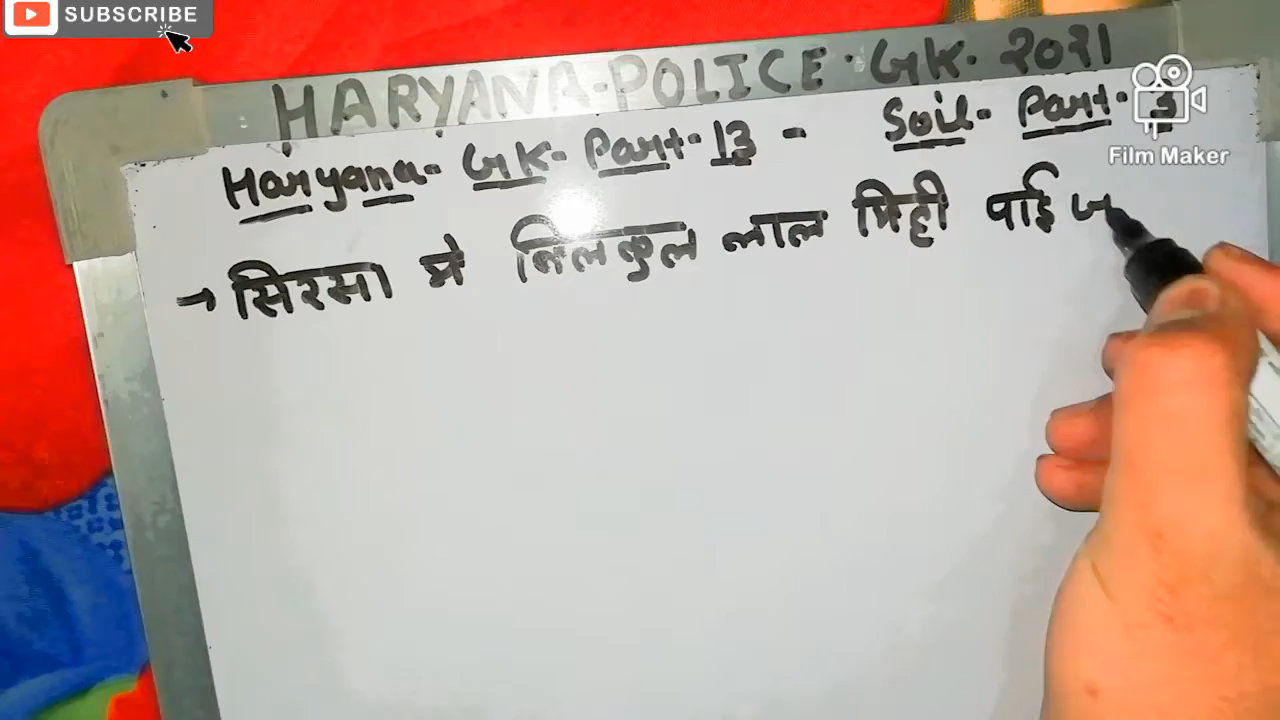 SUBSCRIBE
HARYANA-POLICE·GK·2021
Film Maker
Haryana- GK- Part-13 - Soil- Part-3
→ सिरसा मे बिलकुल लाल मिट्टी पाई ज